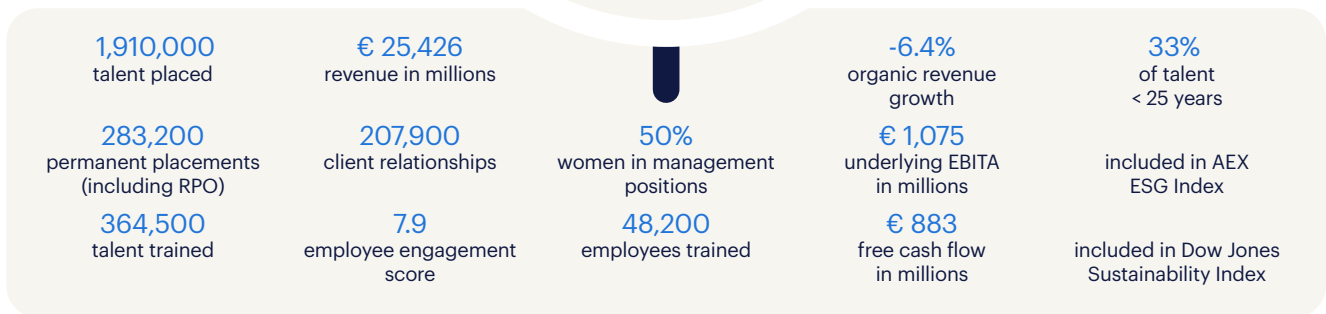 1,910,000
talent placed
€ 25,426
revenue in millions
-6.4%
organic revenue
growth
33%
of talent
< 25 years
283,200
permanent placements
(including RPO)
207,900
client relationships
50%
women in management
positions
€ 1,075
underlying EBITA
in millions
included in AEX
ESG Index
364,500
talent trained
7.9
employee engagement
score
48,200
employees trained
€ 883
free cash flow
in millions
included in Dow Jones
Sustainability Index